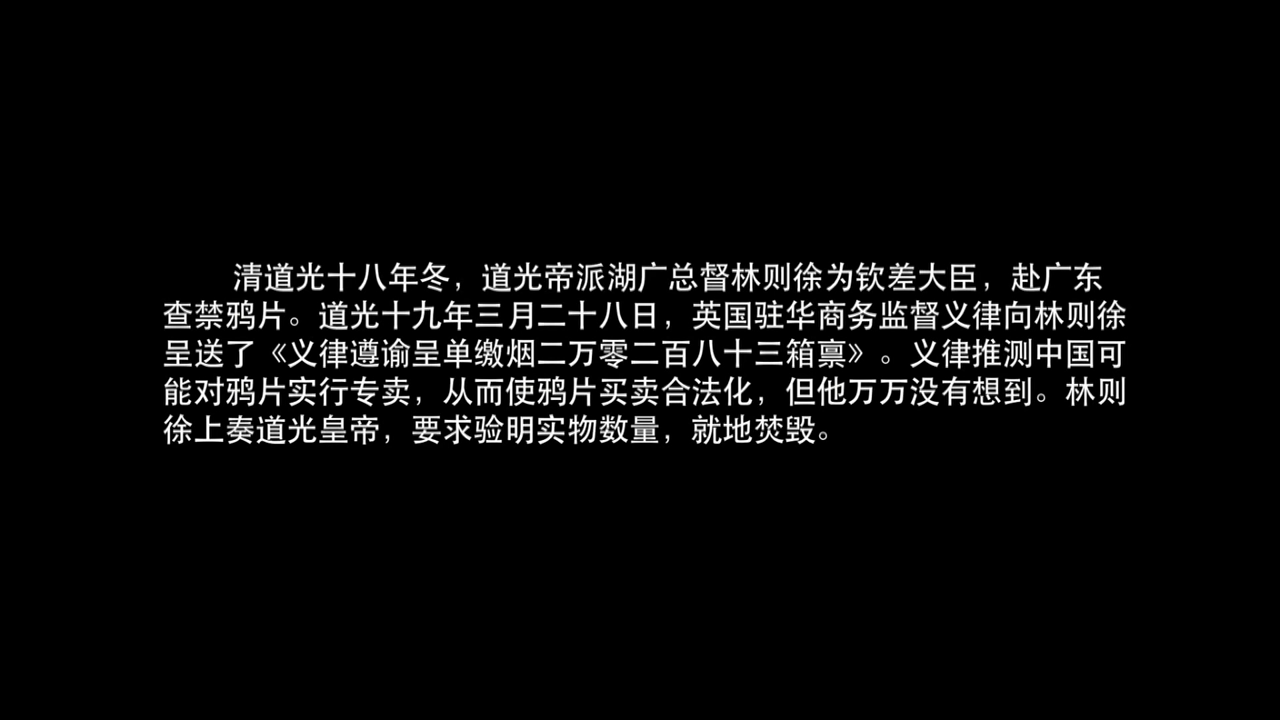 清道光十八年冬，道光帝派湖广总督林则徐为钦差大臣，赴广东
查禁鸦片。道光十九年三月二十八日，英国驻华商务监督义律向林则徐
呈送了《义律遵谕呈单缴烟二万零二百八十三箱禀》。义律推测中国可
能对鸦片实行专卖，从而使鸦片买卖合法化，但他万万没有想到。林则
徐上奏道光皇帝，要求验明实物数量，就地焚毁。